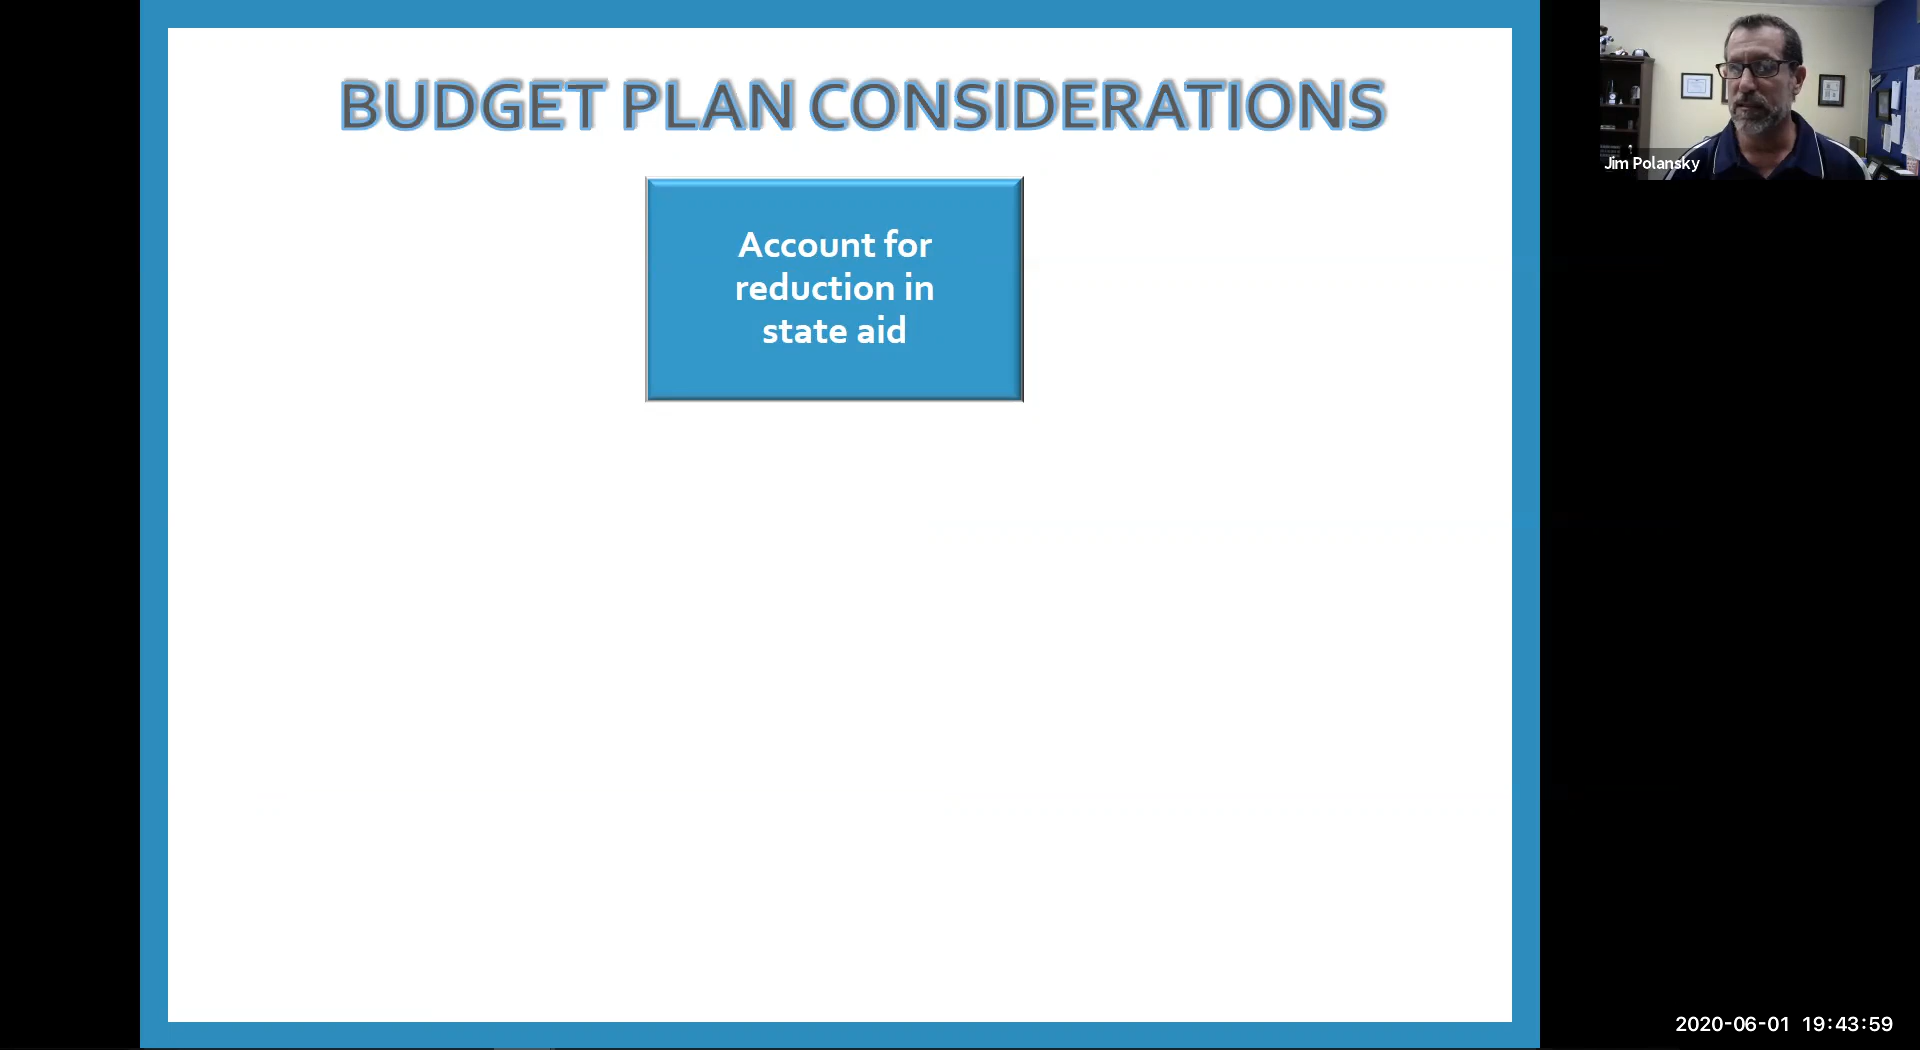 BUDGET PLAN CONSIDERATIONS
Account for
reduction in
state aid
Jim Polansky
2020-06-01 19:43:59